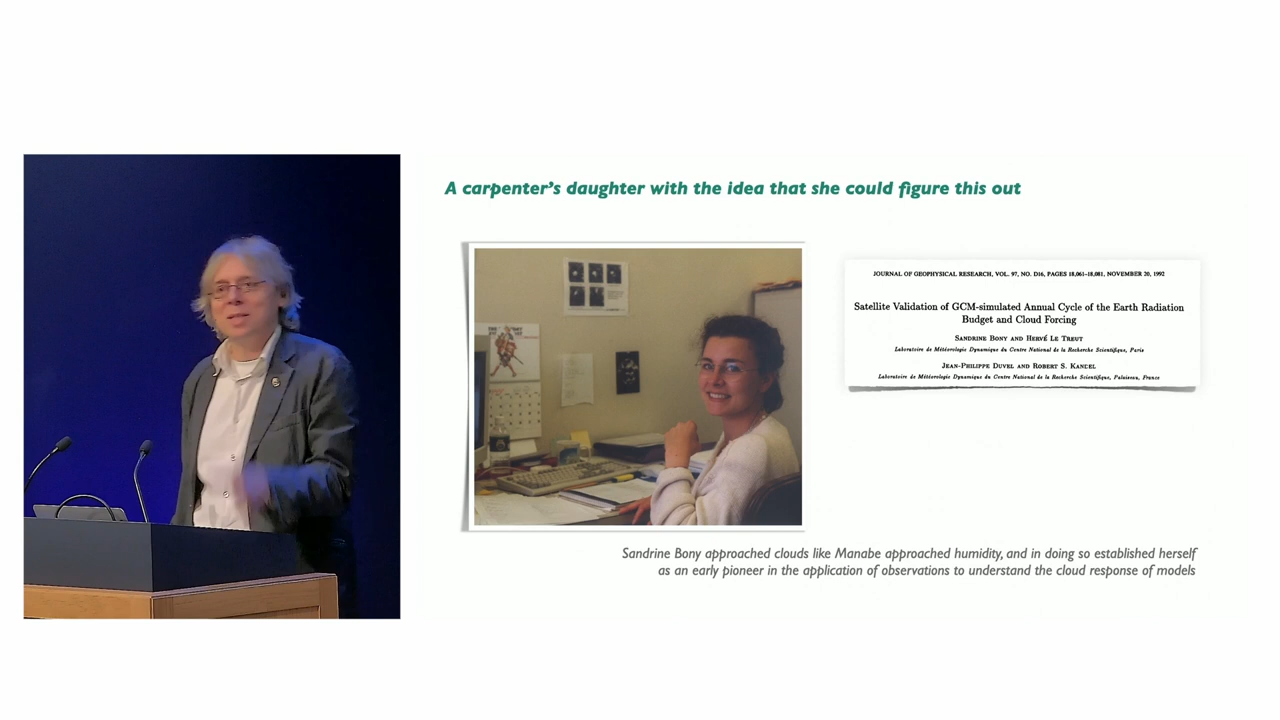 A carpenter's daughter with the idea that she could figure this out
JOURNAL OF GEOPHYSICAL RESEARCH, VOL. 97, NO. D16, PAGES 18,061-18,081, NOVEMBER 20, 1992
Satellite Validation of GCM-simulated Annual Cycle of the Earth Radiation
Budget and Cloud Forcing
SANDRINE BONY AND HERVÉ LE TREUT
Laboratoire de Météorologie Dynamique du Centre National de la Recherche Scientifique, Paris
JEAN-PHILIPPE DUVEL AND ROBERT S. KANDEL
Laboratoire de Météorologie Dynamique du Centre National de la Recherche Scientifique, Palaiseau, France
Sandrine Bony approached clouds like Manabe approached humidity, and in doing so established herself
as an early pioneer in the application of observations to understand the cloud response of models